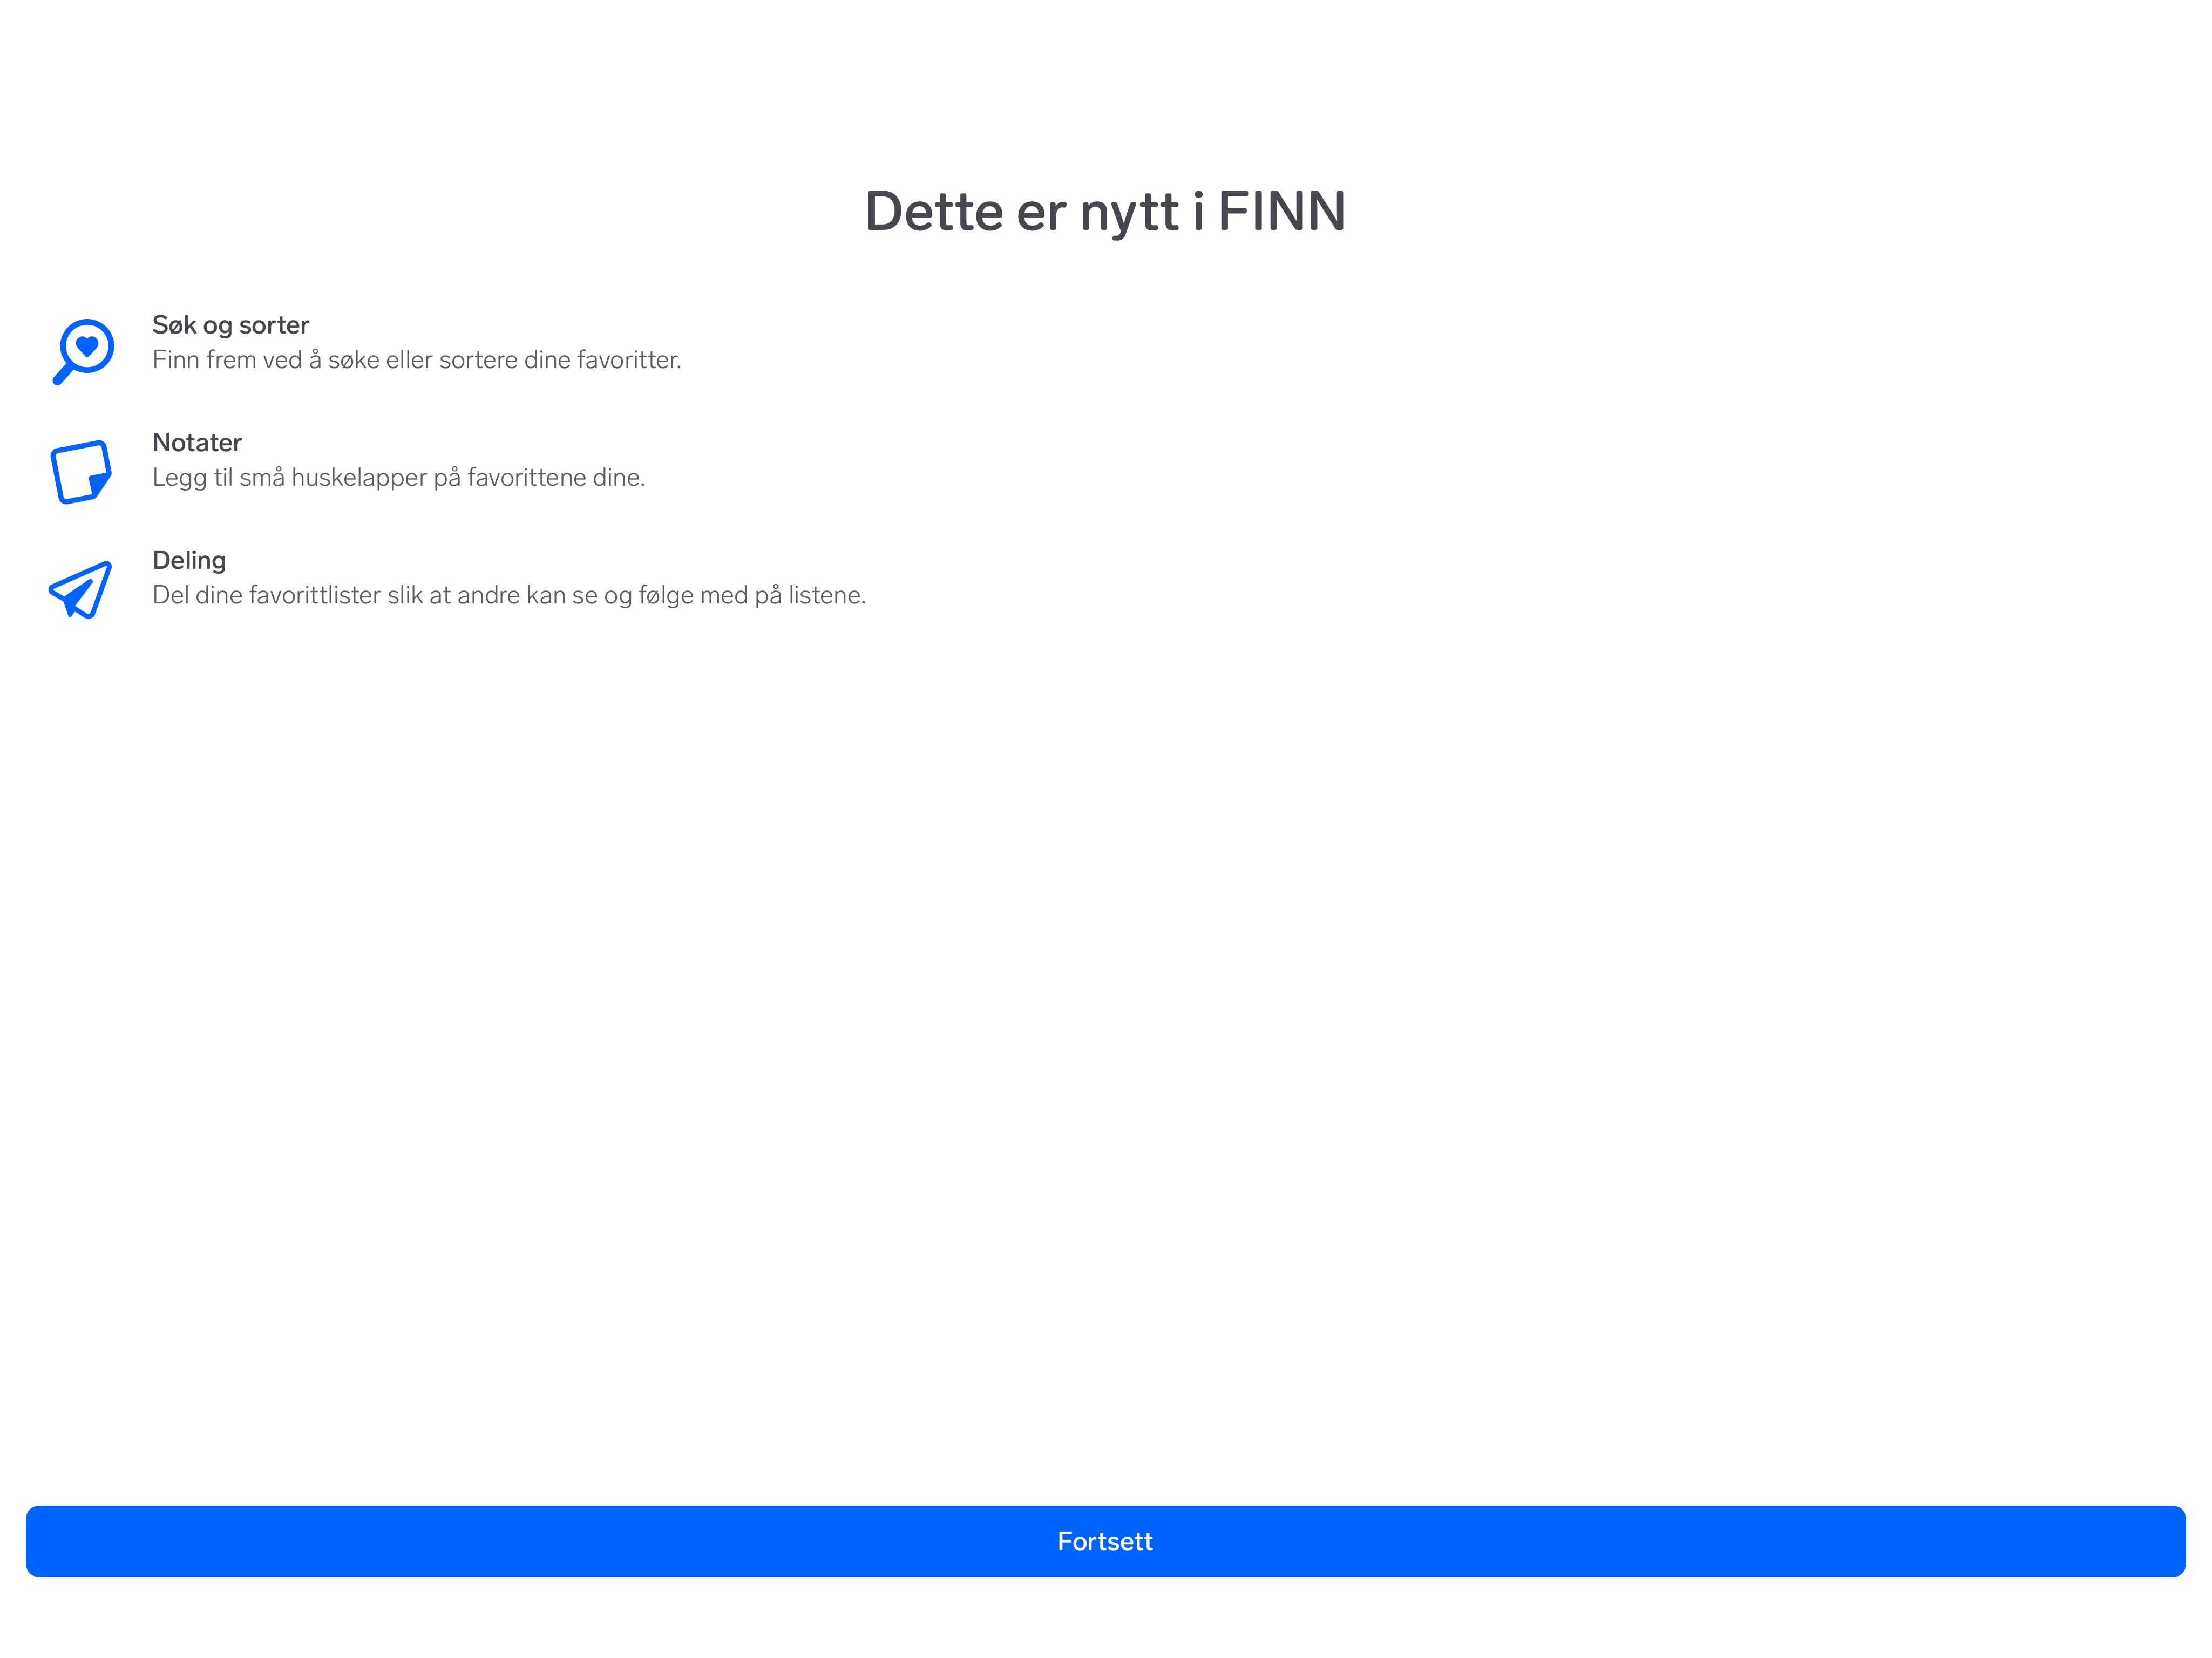 Dette er nytt i FINN
Søk og sorter
Finn frem ved å søke eller sortere dine favoritter.
Notater
Legg til små huskelapper på favorittene dine.
Deling
Del dine favorittlister slik at andre kan se og følge med på listene.
Fortsett